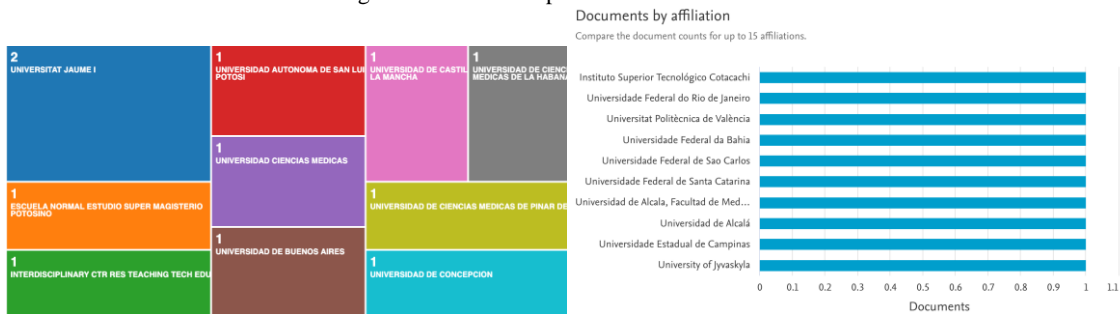 Documents by affiliation
Compare the document counts for up to 15 affiliations.
2
UNIVERSITAT JAUME I
1
UNIVERSIDAD AUTONOMA DE SAN LUI
POTOSI
1
UNIVERSIDAD DE CASTIL
LA MANCHA
1
UNIVERSIDAD DE CIENC
MEDICAS DE LA HABANA
1
UNIVERSIDAD CIENCIAS MEDICAS
1
ESCUELA NORMAL ESTUDIO SUPER MAGISTERIO
POTOSINO
1
UNIVERSIDAD DE CIENCIAS MEDICAS DE PINAR DE
1
UNIVERSIDAD DE BUENOS AIRES
1
INTERDISCIPLINARY CTR RES TEACHING TECH EDU
1
UNIVERSIDAD DE CONCEPCION
Instituto Superior Tecnológico Cotacachi
Universidade Federal do Rio de Janeiro
Universitat Politècnica de València
Universidade Federal da Bahia
Universidade Federal de Sao Carlos
Universidade Federal de Santa Catarina
Universidad de Alcala, Facultad de Med...
Universidad de Alcalá
Universidade Estadual de Campinas
University of Jyvaskyla
0 0.1 0.2 0.3 0.4 0.5 0.6 0.7 0.8 0.9 1 1.1
Documents